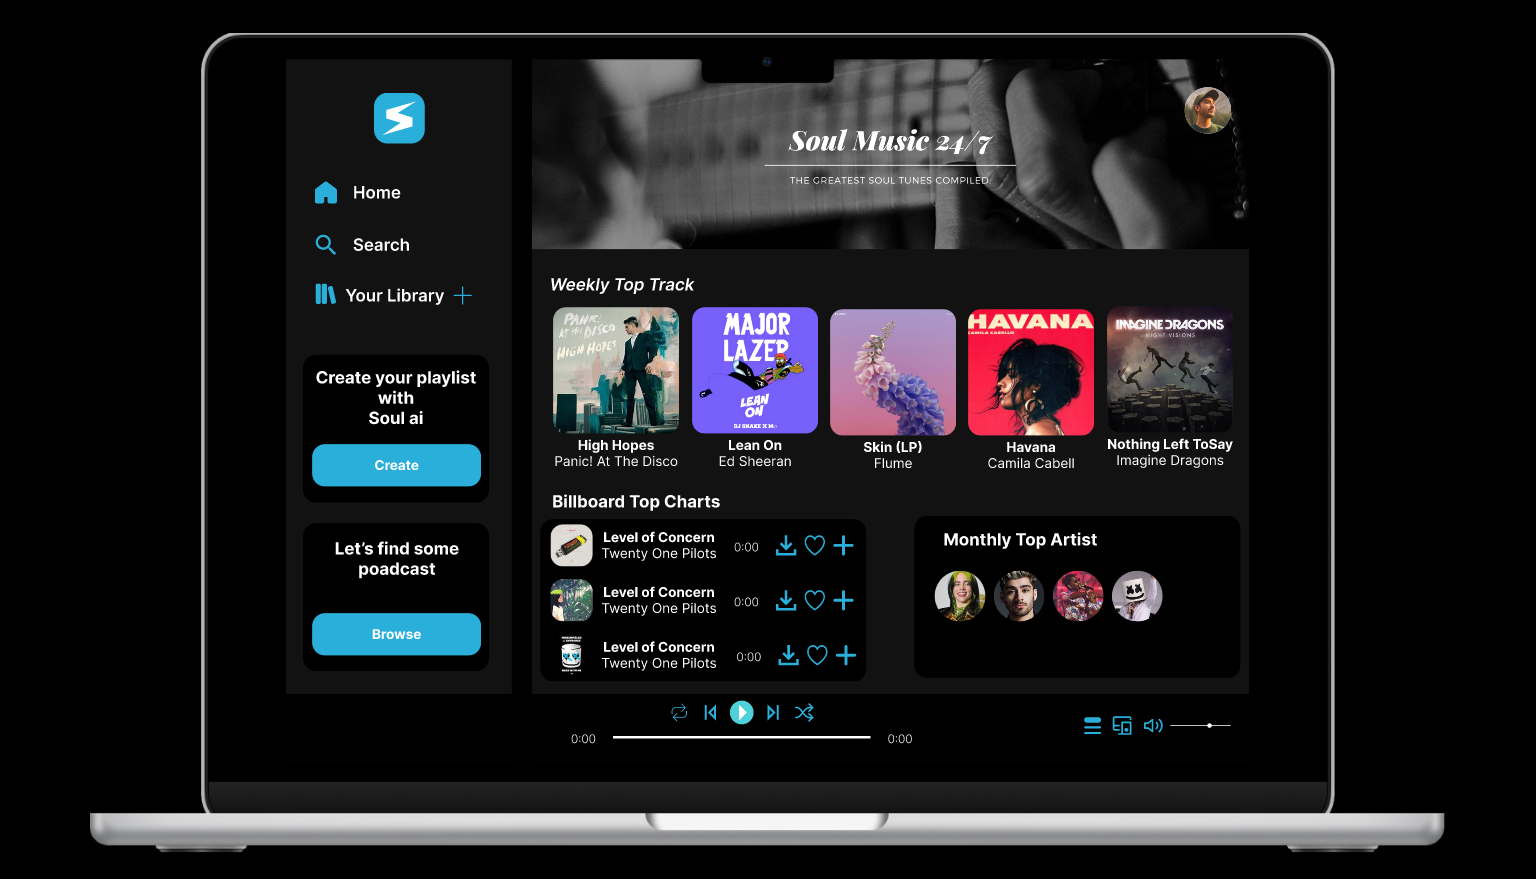 Soul Music 24/7
THE GREATEST SOUL TUNES COMPILED.
Home
Search
Your Library
Create your playlist
with
Soul ai
Create
Let's find some
poadcast
Browse
Weekly Top Track
PANIC!
AT THE DISCO
HIGH HOPES
MAJOR
LAZER
LEAN
ON
DJ SNAKE X MØ
HAVANA
CAMILA CABELLO
IMAGINE DRAGONS
NIGHT VISIONS
High Hopes
Panic! At The Disco
Lean On
Ed Sheeran
Skin (LP)
Flume
Havana
Camila Cabell
Nothing Left ToSay
Imagine Dragons
Billboard Top Charts
Level of Concern
Twenty One Pilots
0:00
Level of Concern
Twenty One Pilots
0:00
Level of Concern
Twenty One Pilots
0:00
Monthly Top Artist
0:00
0:00